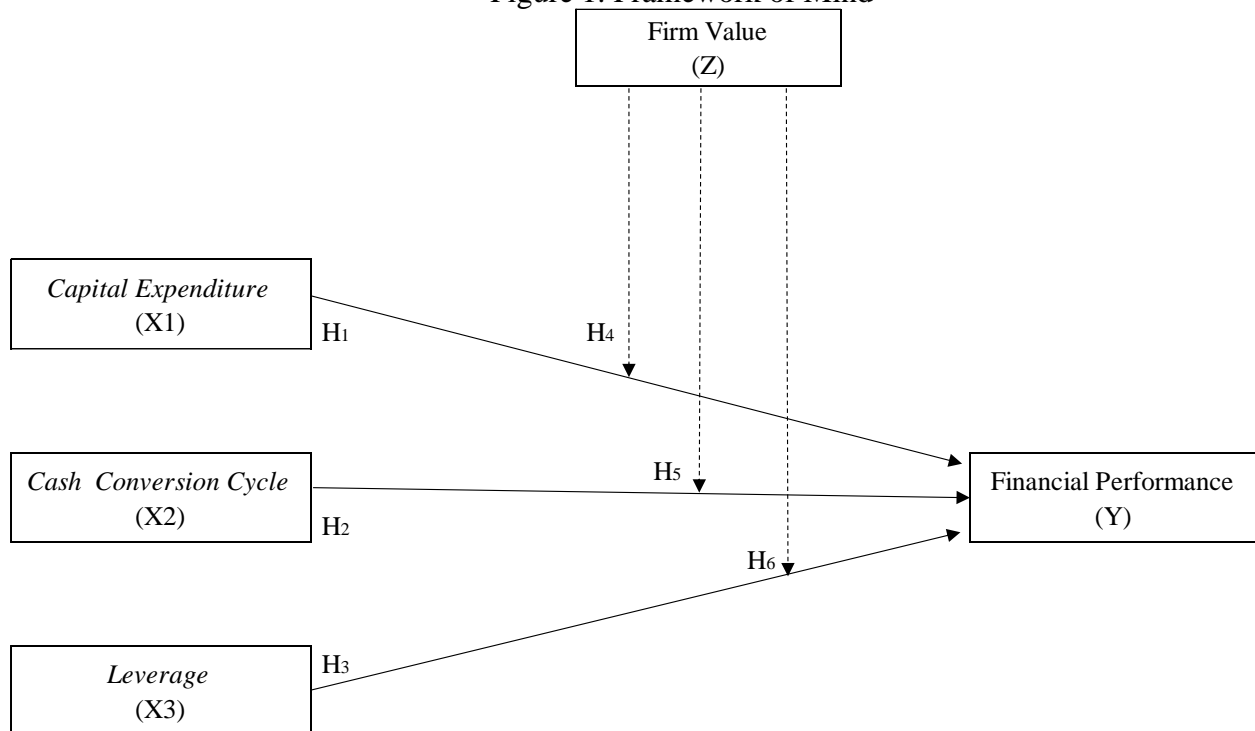 Figure 1. Framework of Mind
Firm Value
(Z)
Capital Expenditure
(X1)
H1
H4
Cash Conversion Cycle
(X2)
H5
H2
Financial Performance
(Y)
H6
Leverage
(X3)
H3